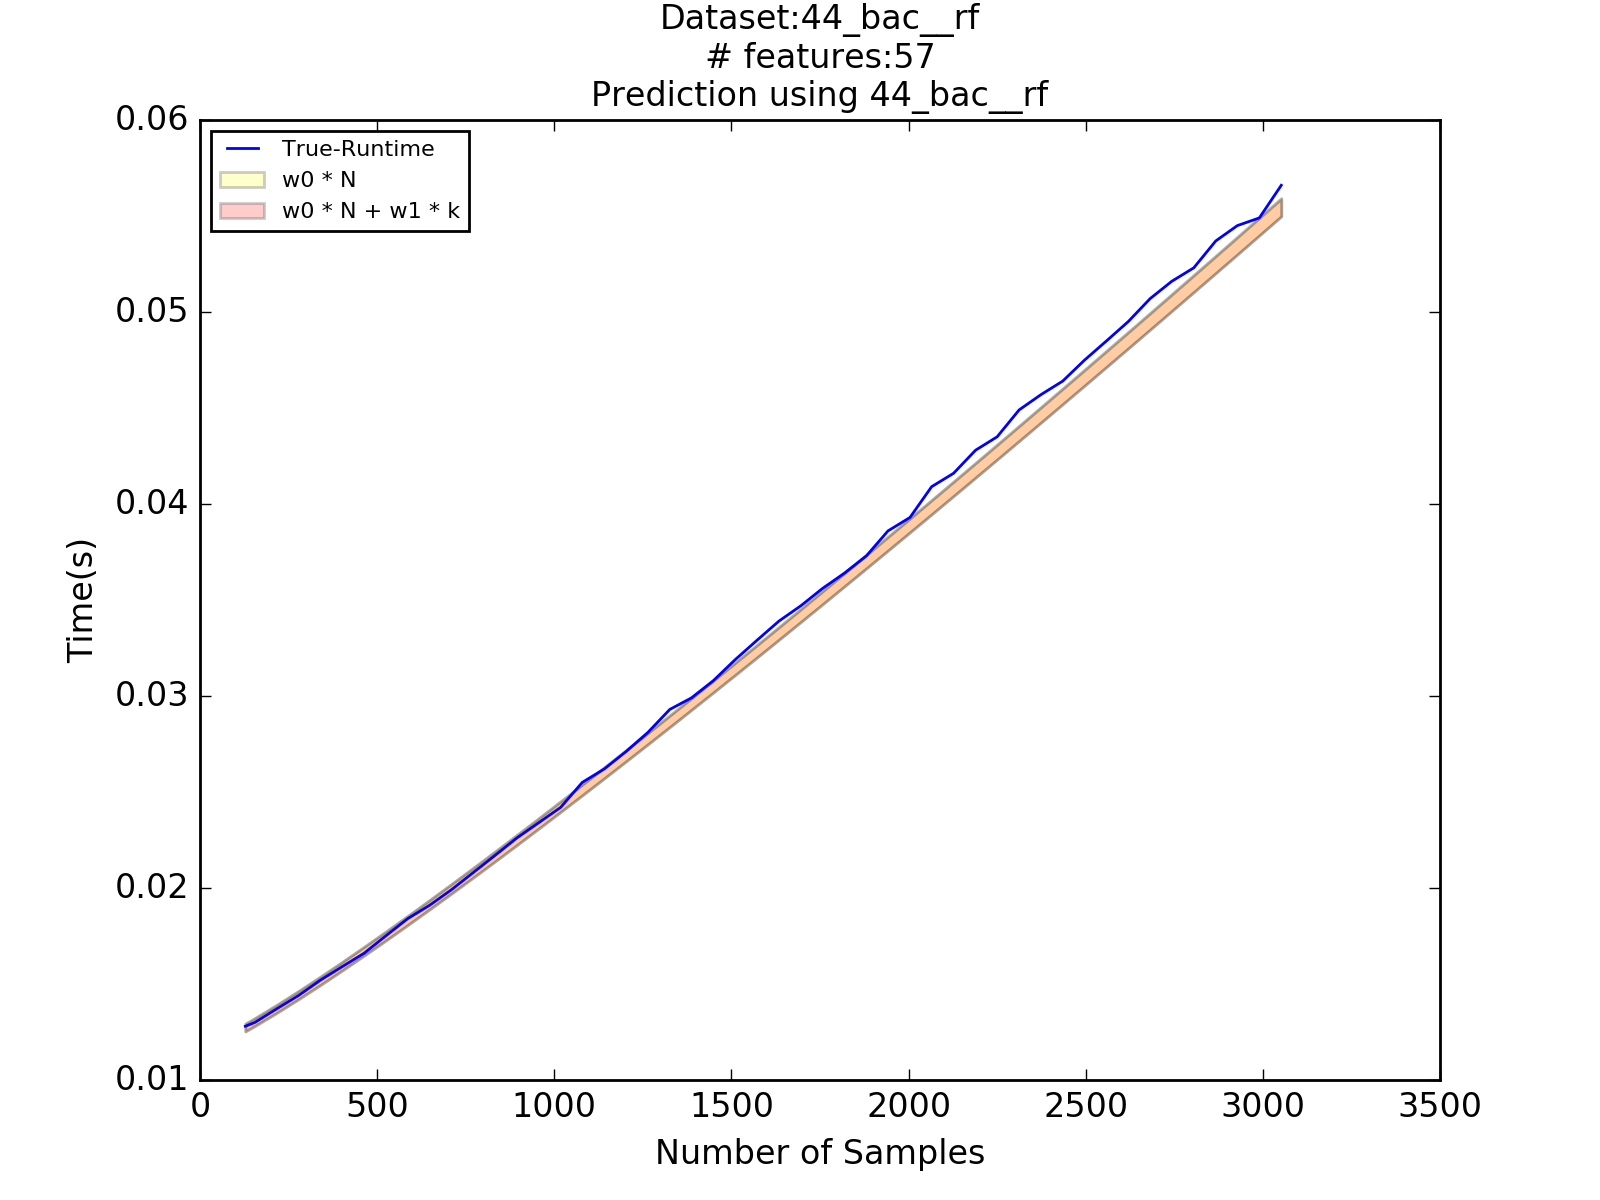 Dataset:44_bac__rf
# features:57
Prediction using 44_bac__rf
0.06
True-Runtime
w0 * N
w0 * N + w1 * k
0.05
0.04
Time(s)
0.03
0.02
0.01
0 500 1000 1500 2000 2500 3000 3500
Number of Samples